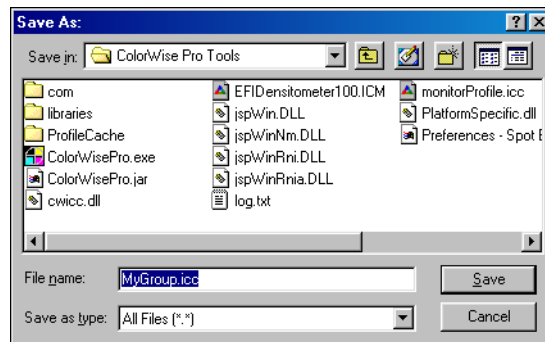 Save As:
Save in: ColorWise Pro Tools
com
libraries
ProfileCache
ColorWisePro.exe
ColorWisePro.jar
cwicc.dll
EFIDensitometer100.ICM
jspWin.DLL
jspWinNm.DLL
jspWinRni.DLL
jspWinRnia.DLL
log.txt
monitorProfile.icc
PlatformSpecific.dll
Preferences - Spot E
File name: MyGroup.icc
Save
Save as type: All Files (*.*)
Cancel